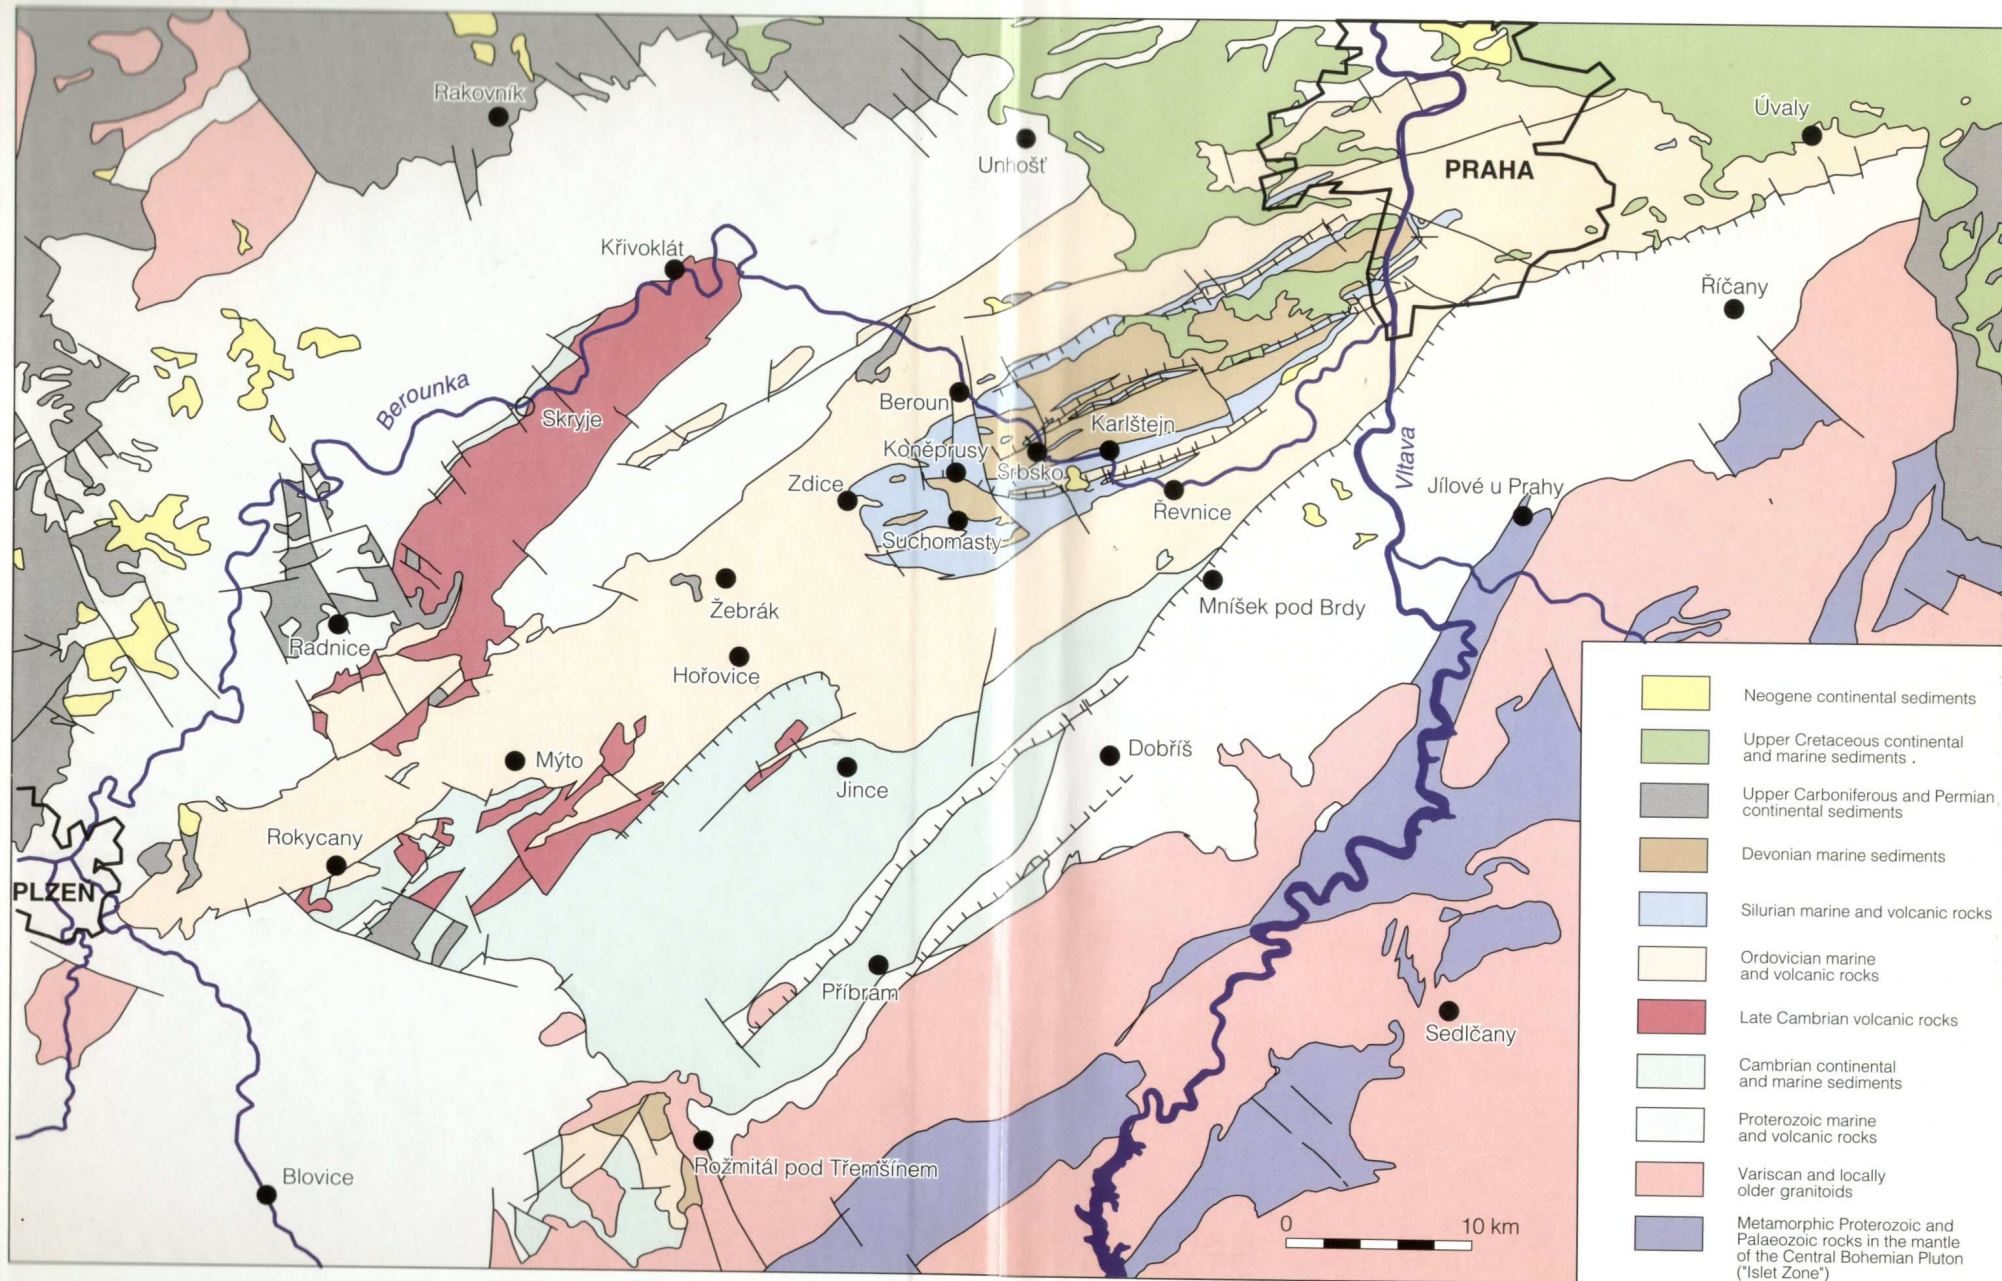 Rakovník
Unhošť
PRAHA
Úvaly
Křivoklát
Říčany
Berounka
Skryje
Beroun
Koněprusy
Karlštejn
Srbsko
Zdice
Řevnice
Suchomasty
Vltava
Jílové u Prahy
Žebrák
Mníšek pod Brdy
Radnice
Hořovice
Mýto
Jince
Dobříš
Rokycany
PLZEŇ
Příbram
Sedlčany
Rožmitál pod Třemšínem
Blovice
0 10 km
Neogene continental sediments
Upper Cretaceous continental
and marine sediments .
Upper Carboniferous and Permian
continental sediments
Devonian marine sediments
Silurian marine and volcanic rocks
Ordovician marine
and volcanic rocks
Late Cambrian volcanic rocks
Cambrian continental
and marine sediments
Proterozoic marine
and volcanic rocks
Variscan and locally
older granitoids
Metamorphic Proterozoic and
Palaeozoic rocks in the mantle
of the Central Bohemian Pluton
("Islet Zone")